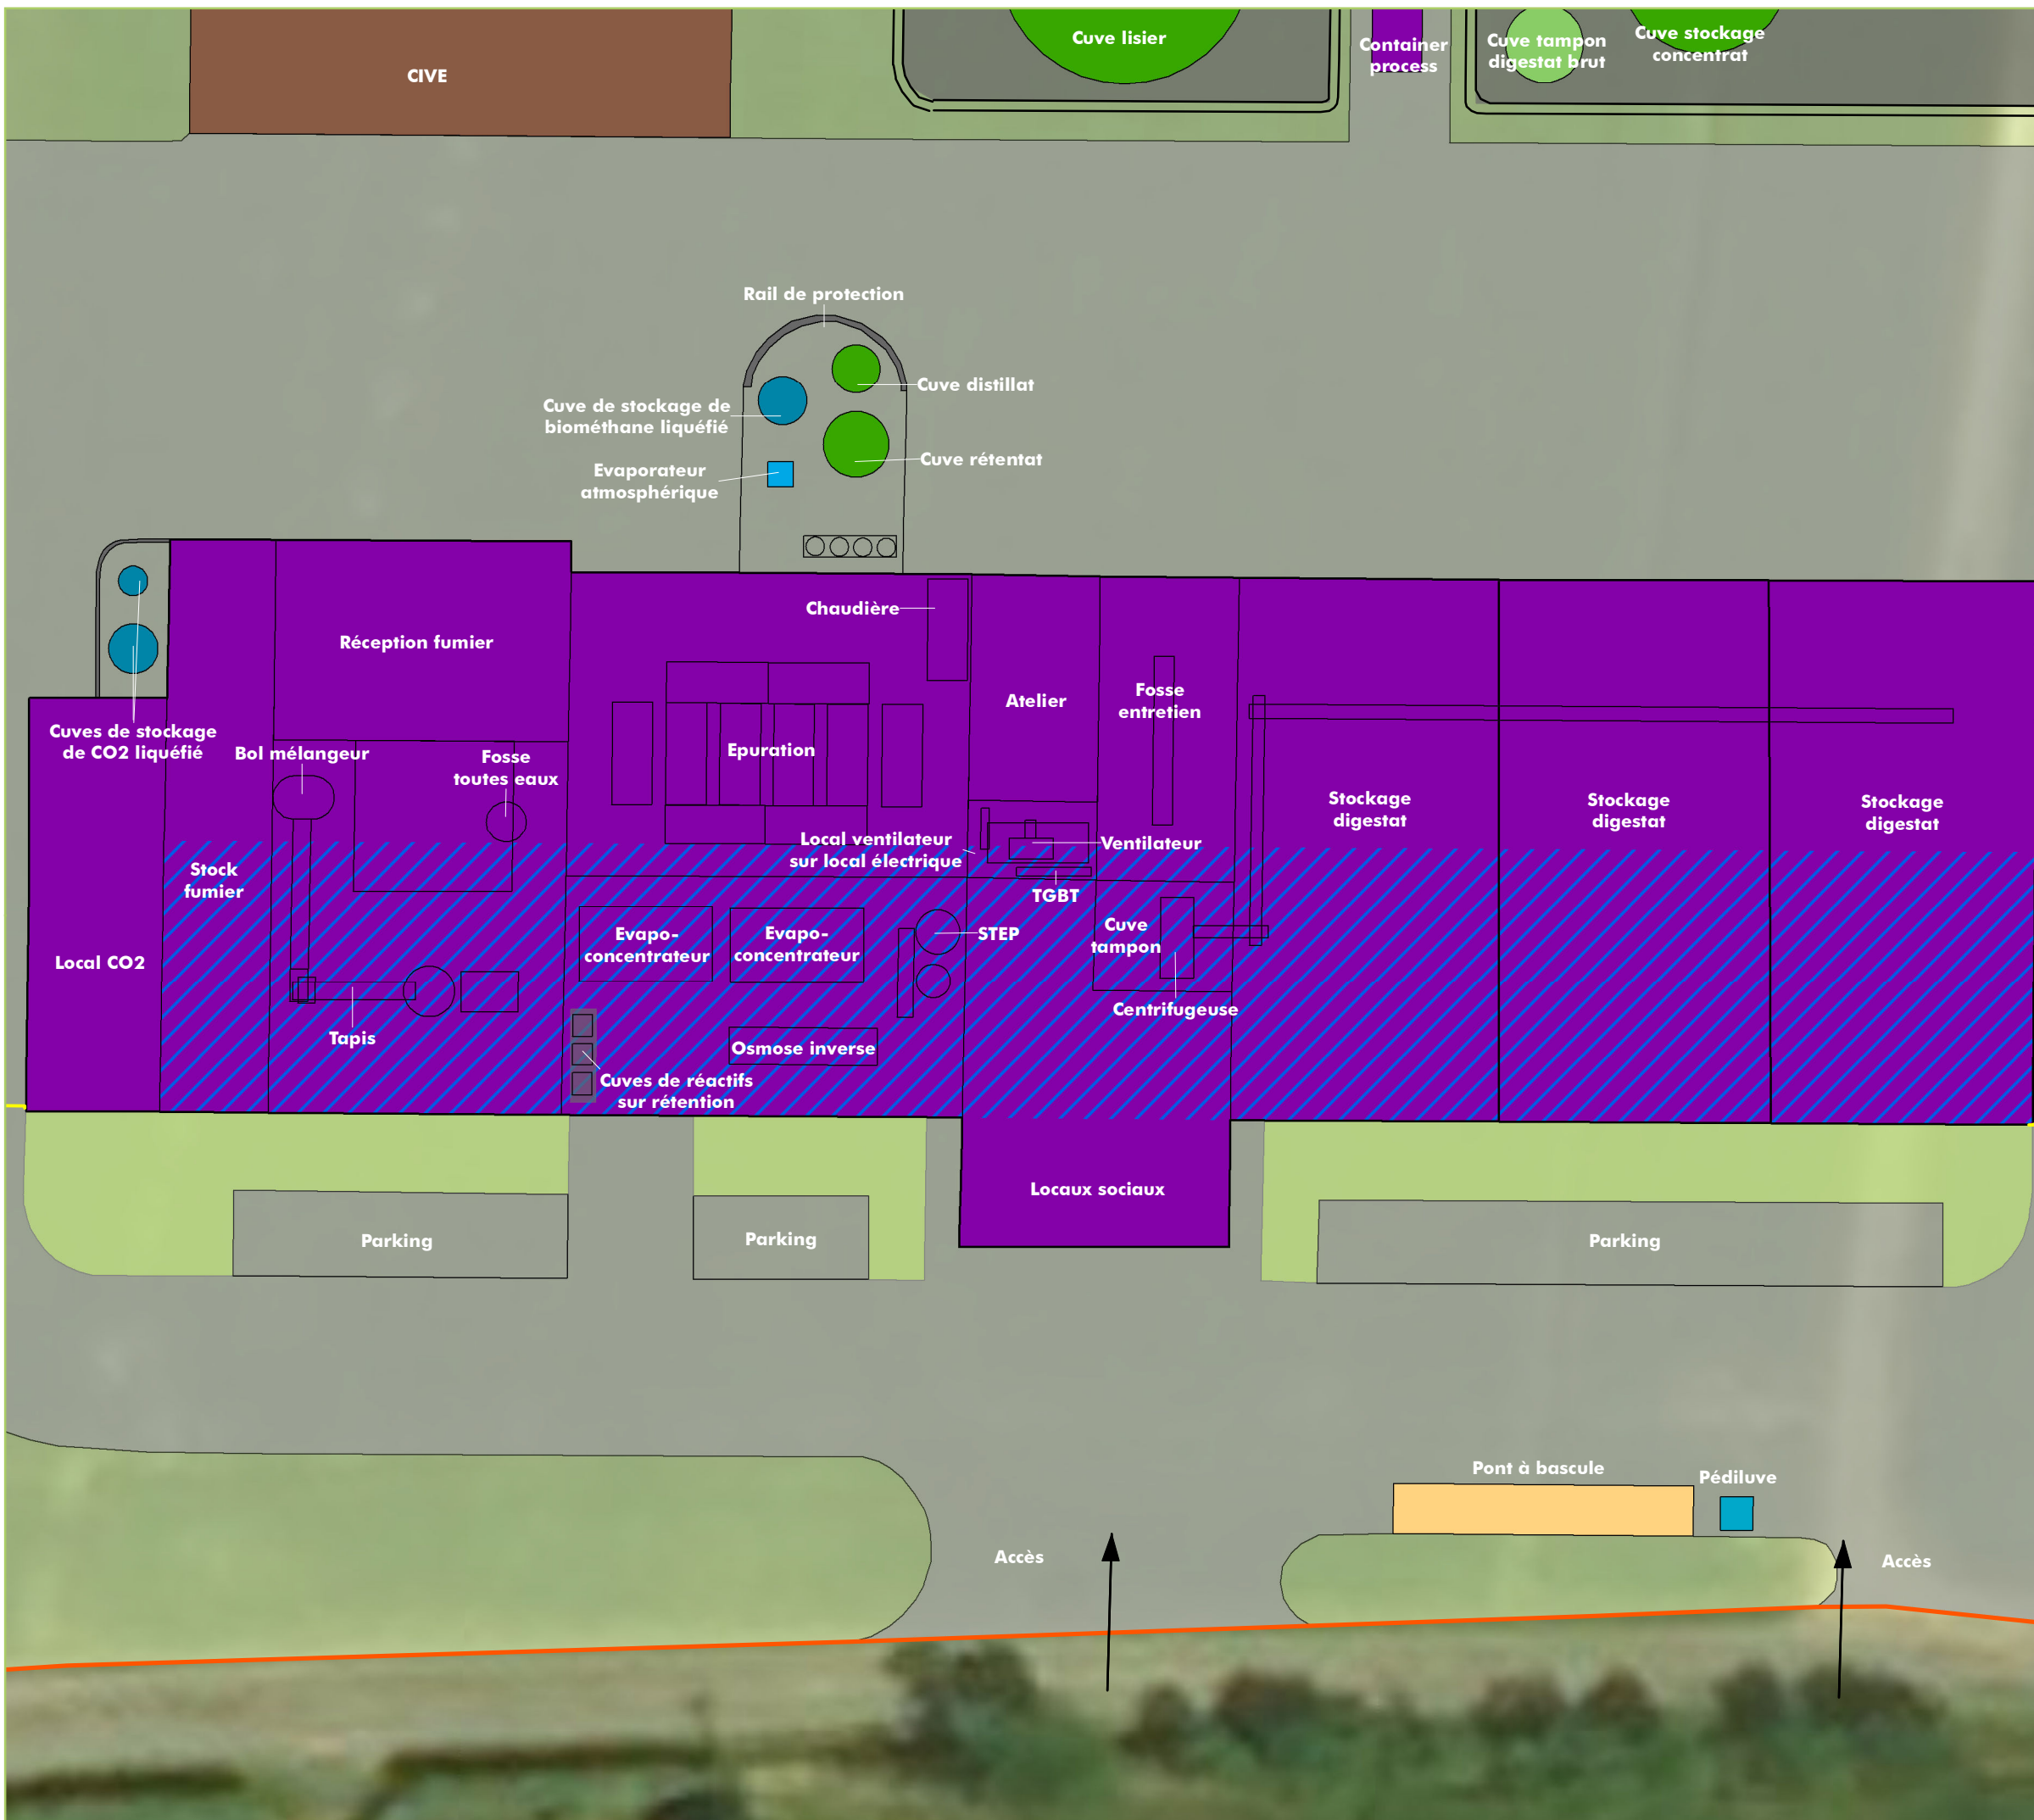 CIVE
Cuve lisier
Container
process
Cuve tampon
digestat brut
Cuve stockage
concentrat
Rail de protection
Cuve distillat
Cuve de stockage de
biométhane liquéfié
Cuve rétentat
Evaporateur
atmosphérique
Chaudière
Réception fumier
Atelier
Fosse
entretien
Cuves de stockage
de CO2 liquéfié
Bol mélangeur
Fosse
toutes eaux
Epuration
Stockage
digestat
Stockage
digestat
Stockage
digestat
Local ventilateur
sur local électrique
Ventilateur
Stock
fumier
TGBT
Evapo-
concentrateur
Evapo-
concentrateur
STEP
Cuve
tampon
Local CO2
Centrifugeuse
Tapis
Osmose inverse
Cuves de réactifs
sur rétention
Locaux sociaux
Parking
Parking
Parking
Pont à bascule
Pédiluve
Accès
Accès